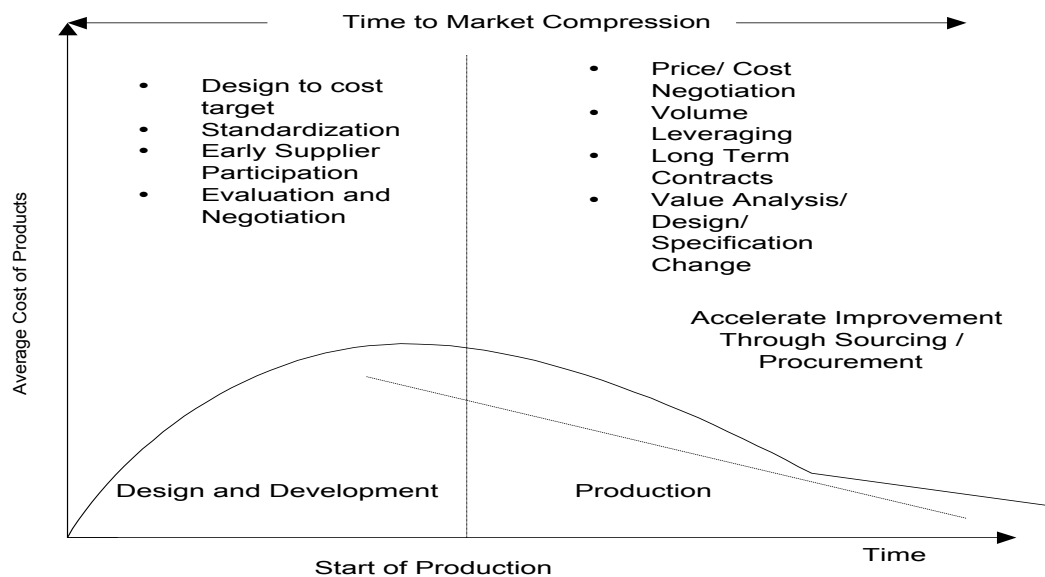 Time to Market Compression
• Design to cost
target
• Standardization
• Early Supplier
Participation
• Evaluation and
Negotiation
• Price/ Cost
Negotiation
• Volume
Leveraging
• Long Term
Contracts
• Value Analysis/
Design/
Specification
Change
Average Cost of Products
Accelerate Improvement
Through Sourcing /
Procurement
Design and Development
Production
Time
Start of Production